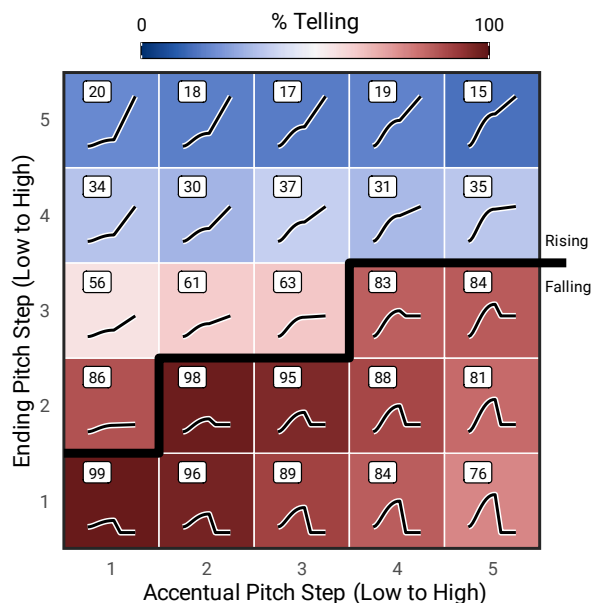 % Telling
0 100
5 20 18 17 19 15
4 34 30 37 31 35
Rising
Falling
3 56 61 63 83 84
2 86 98 95 88 81
1 99 96 89 84 76
1 2 3 4 5
Accentual Pitch Step (Low to High)
Ending Pitch Step (Low to High)